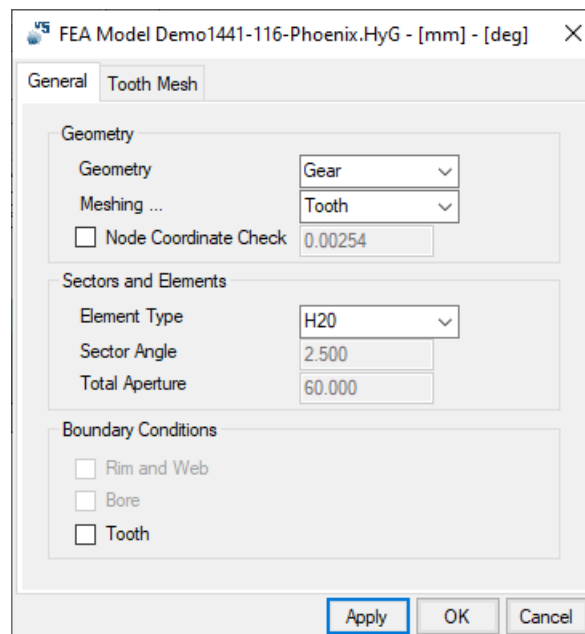 FEA Model Demo1441-116-Phoenix.HyG - [mm] - [deg]
General Tooth Mesh
Geometry
Geometry Gear
Meshing ... Tooth
Node Coordinate Check 0.00254
Sectors and Elements
Element Type H20
Sector Angle 2.500
Total Aperture 60.000
Boundary Conditions
Rim and Web
Bore
Tooth
Apply OK Cancel